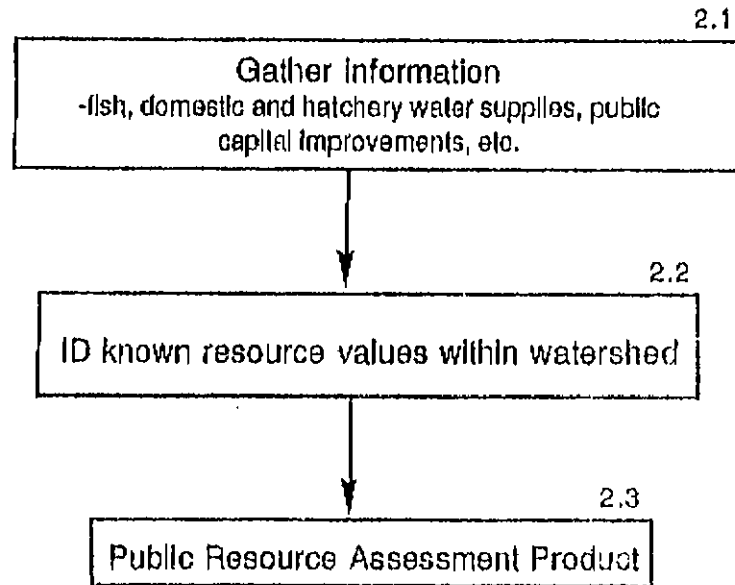 2.1
Gather Information
-fish, domestic and hatchery water supplies, public
capital improvements, etc.
2.2
ID known resource values within watershed
2.3
Public Resource Assessment Product